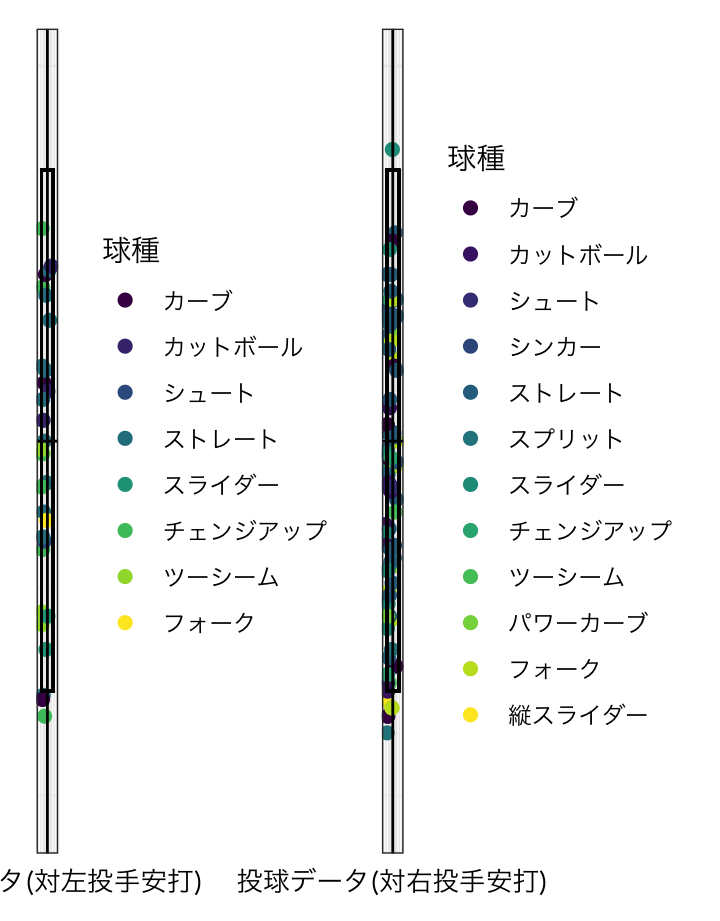 球種
カーブ
カットボール
シュート
ストレート
スライダー
チェンジアップ
ツーシーム
フォーク
タ(対左投手安打)
球種
カーブ
カットボール
シュート
シンカー
ストレート
スプリット
スライダー
チェンジアップ
ツーシーム
パワーカーブ
フォーク
縦スライダー
投球データ(対右投手安打)